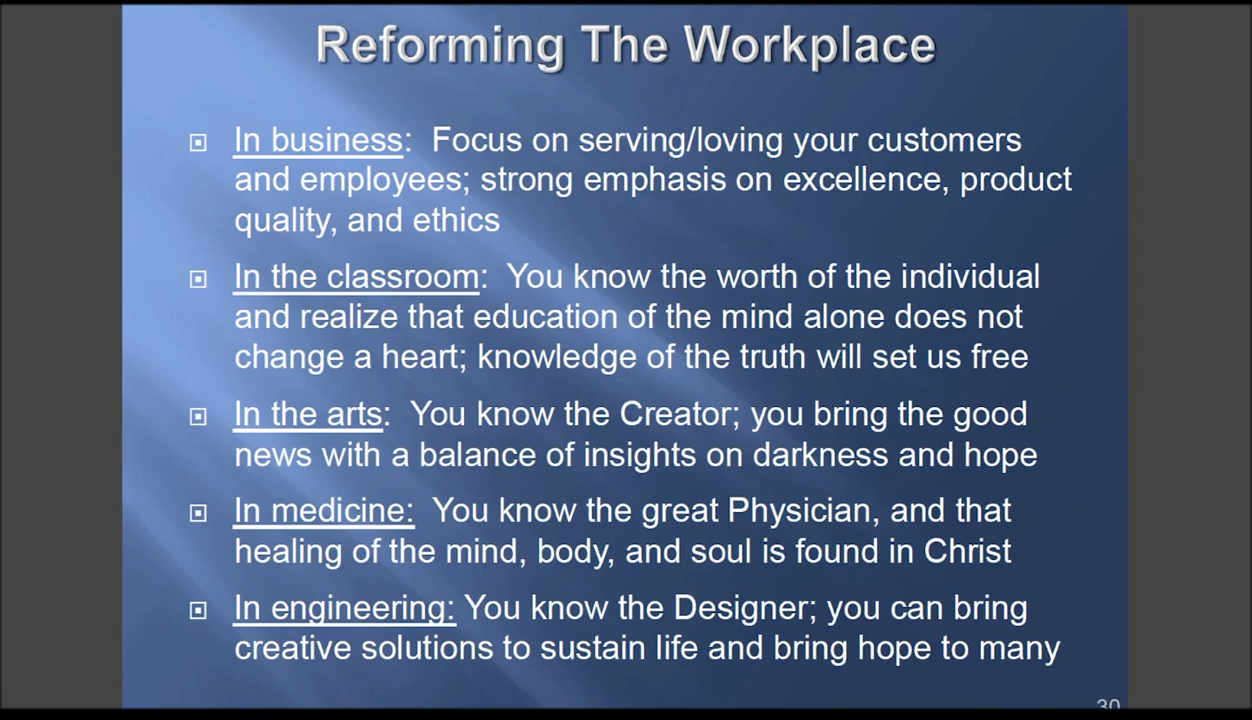 Reforming The Workplace
In business: Focus on serving/loving your customers
and employees; strong emphasis on excellence, product
quality, and ethics
In the classroom: You know the worth of the individual
and realize that education of the mind alone does not
change a heart; knowledge of the truth will set us free
In the arts: You know the Creator; you bring the good
news with a balance of insights on darkness and hope
In medicine: You know the great Physician, and that
healing of the mind, body, and soul is found in Christ
In engineering: You know the Designer; you can bring
creative solutions to sustain life and bring hope to many
30